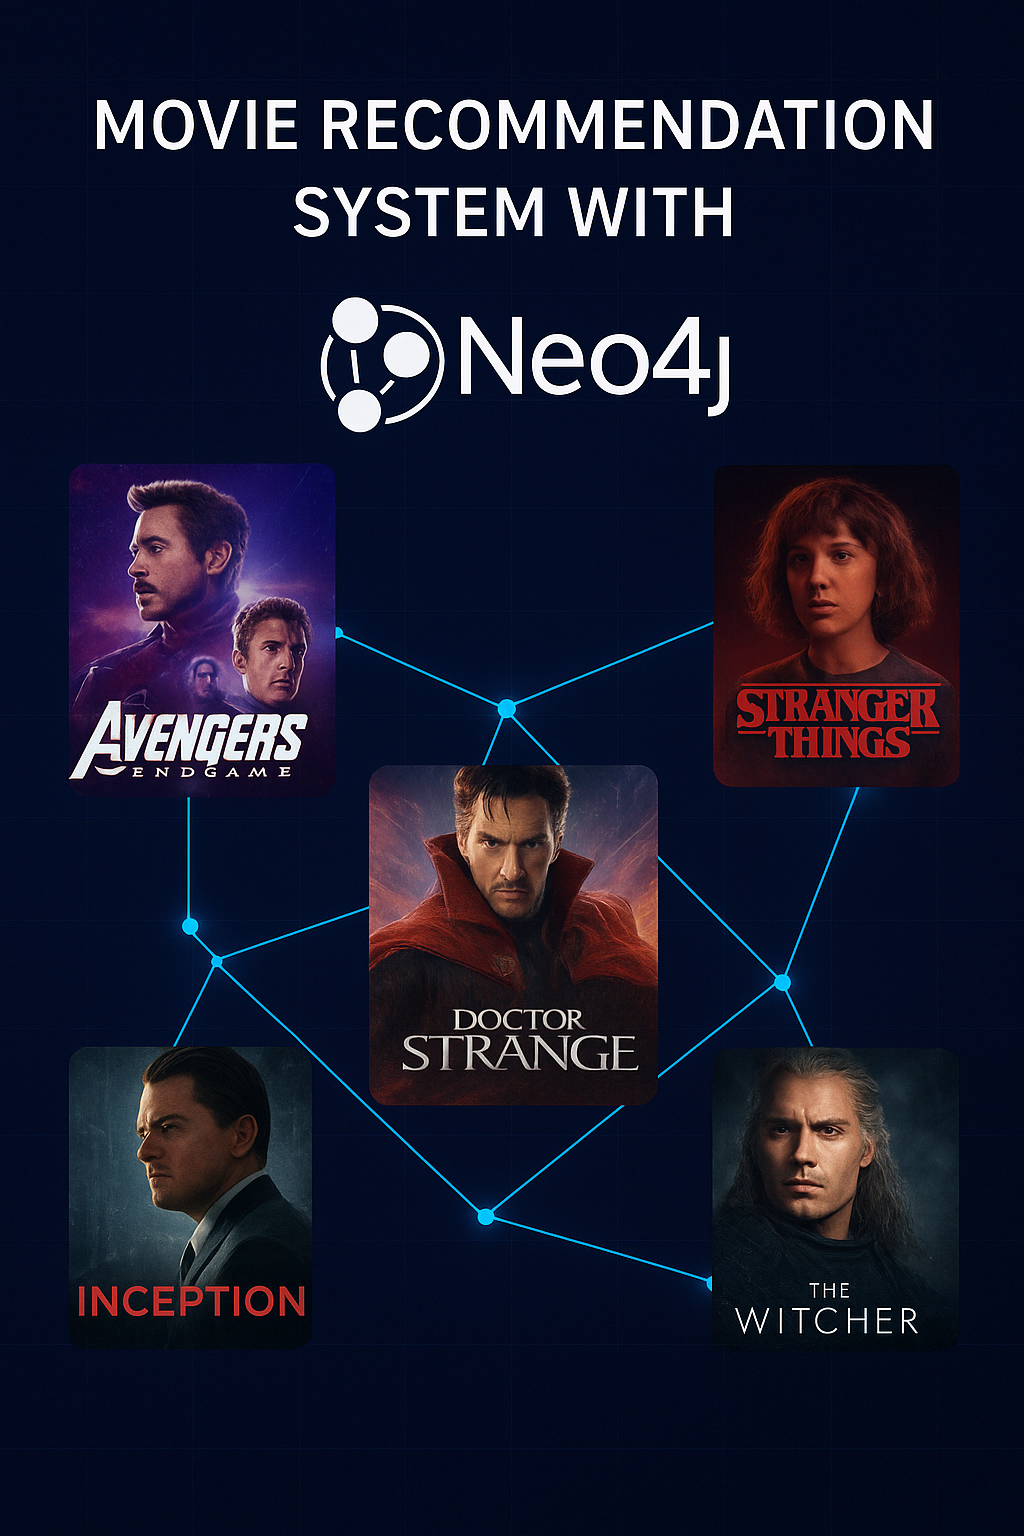 MOVIE RECOMMENDATION
SYSTEM WITH
Neo4j
AVENGERS
ENDGAME
STRANGER
THINGS
DOCTOR
STRANGE
INCEPTION
THE
WITCHER